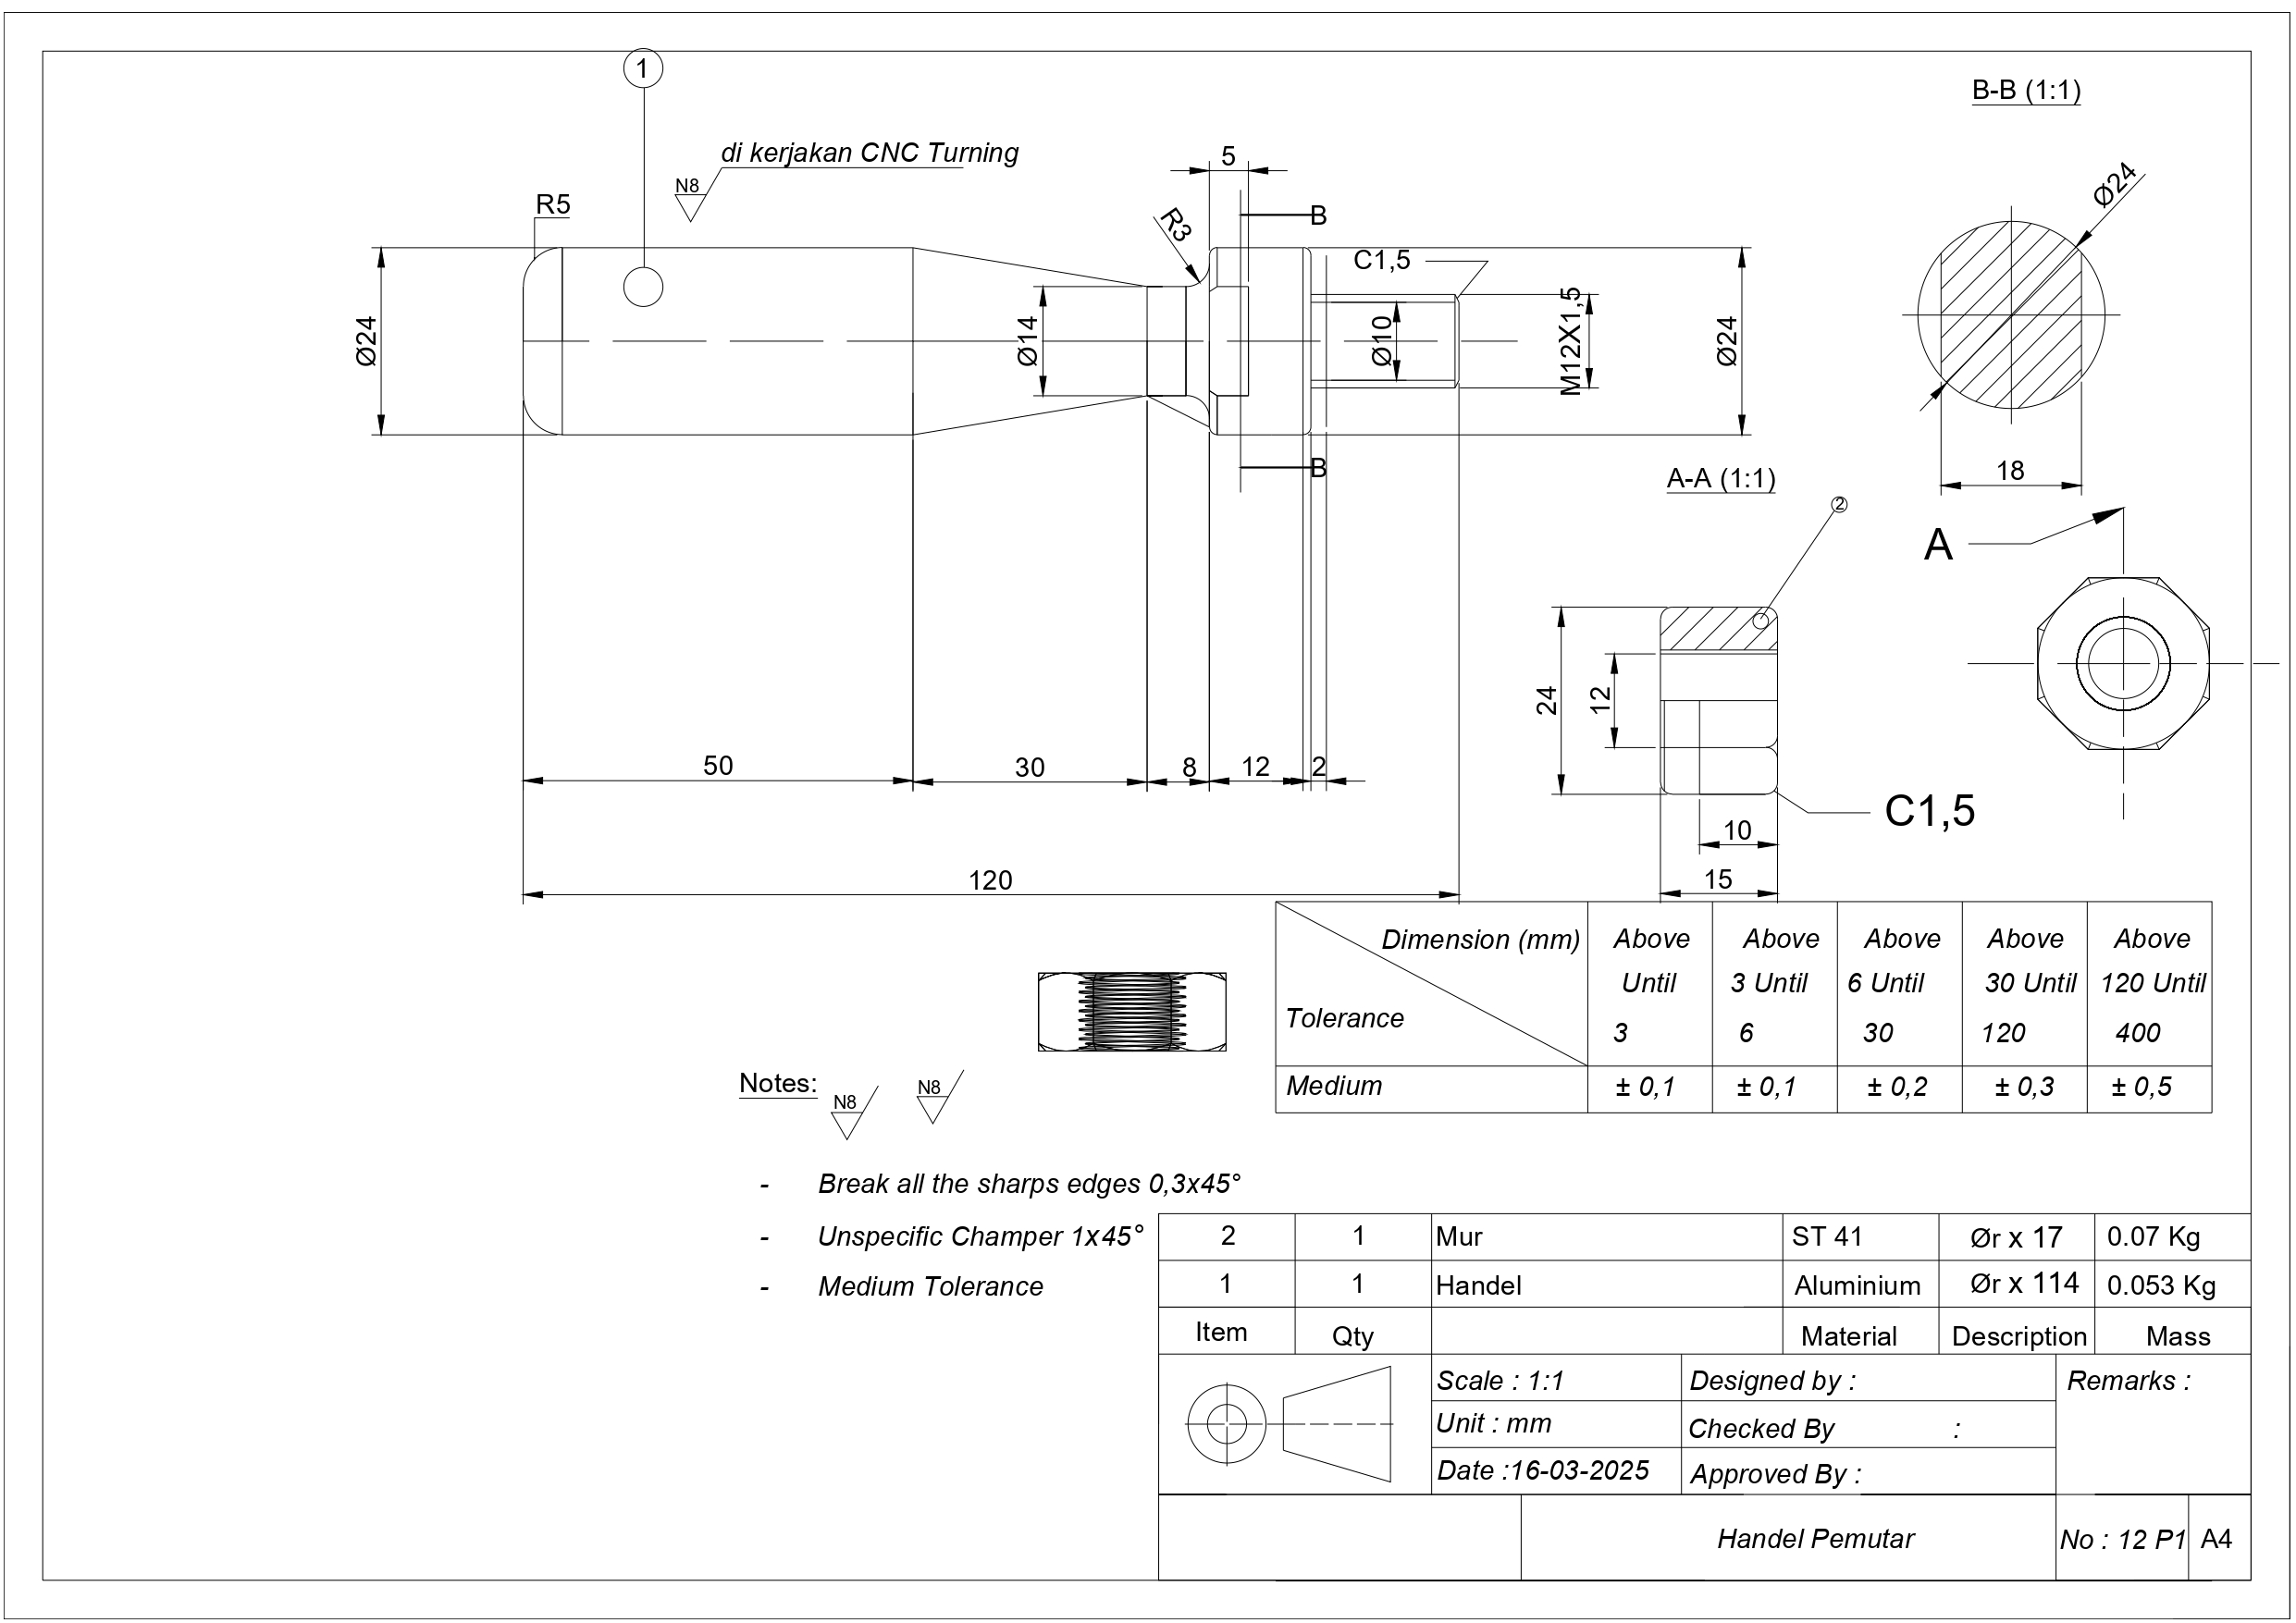 1
B-B (1:1)
di kerjakan CNC Turning
N8
R5
5
B
R3
C1,5
Ø24
Ø24
Ø14
Ø10
M12X1,5
Ø24
B
18
A-A (1:1)
2
A
24
12
50
30
8
12
2
C1,5
10
120
15
Dimension (mm)
Tolerance
Above
Until
3
Above
3 Until
6
Above
6 Until
30
Above
30 Until
120
Above
120 Until
400
Medium
± 0,1
± 0,1
± 0,2
± 0,3
± 0,5
Notes:
N8
N8
- Break all the sharps edges 0,3x45°
- Unspecific Champer 1x45°
- Medium Tolerance
2 1 Mur ST 41 Ør x 17 0.07 Kg
1 1 Handel Aluminium Ør x 114 0.053 Kg
Item Qty Material Description Mass
Scale : 1:1
Designed by :
Remarks :
Unit : mm
Checked By :
Date :16-03-2025
Approved By :
Handel Pemutar
No : 12 P1
A4